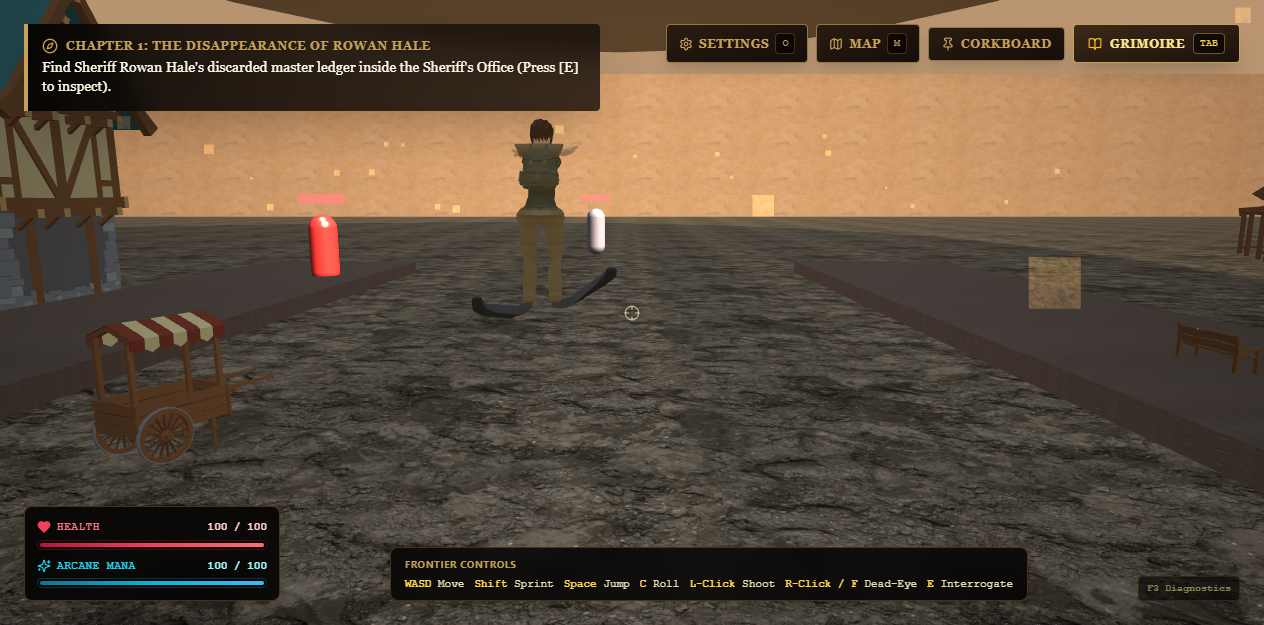 CHAPTER 1: THE DISAPPEARANCE OF ROWAN HALE
Find Sheriff Rowan Hale's discarded master ledger inside the Sheriff's Office (Press [E]
to inspect).
SETTINGS O
MAP M
CORKBOARD
GRIMOIRE TAB
HEALTH 100 / 100
ARCANE MANA 100 / 100
FRONTIER CONTROLS
WASD Move Shift Sprint Space Jump C Roll L-Click Shoot R-Click / F Dead-Eye E Interrogate
F3 Diagnostics